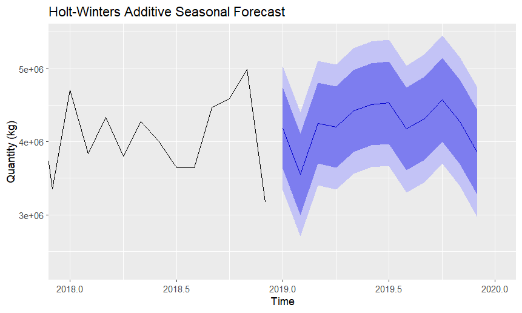 Holt-Winters Additive Seasonal Forecast
Quantity (kg)
5e+06
4e+06
3e+06
2018.0 2018.5 2019.0 2019.5 2020.0
Time